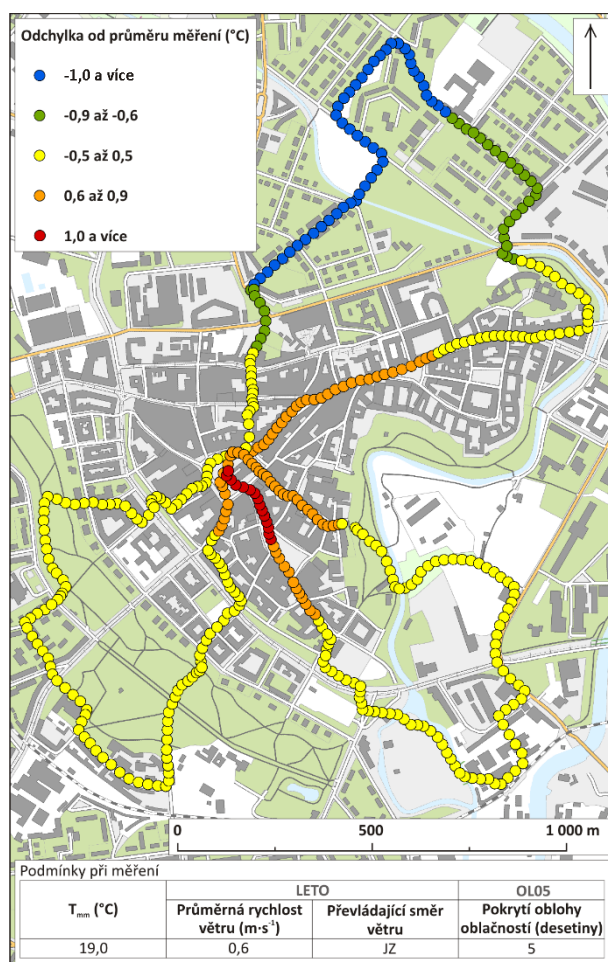 Odchylka od průměru měření (°C)
-1,0 a více
-0,9 až -0,6
-0,5 až 0,5
0,6 až 0,9
1,0 a více
0 500 1 000 m
Podmínky při měření
LETO OL05
Tmm (°C) Průměrná rychlost větru (m·s⁻¹) Převládající směr větru Pokrytí oblohy oblačností (desetiny)
19,0 0,6 JZ 5